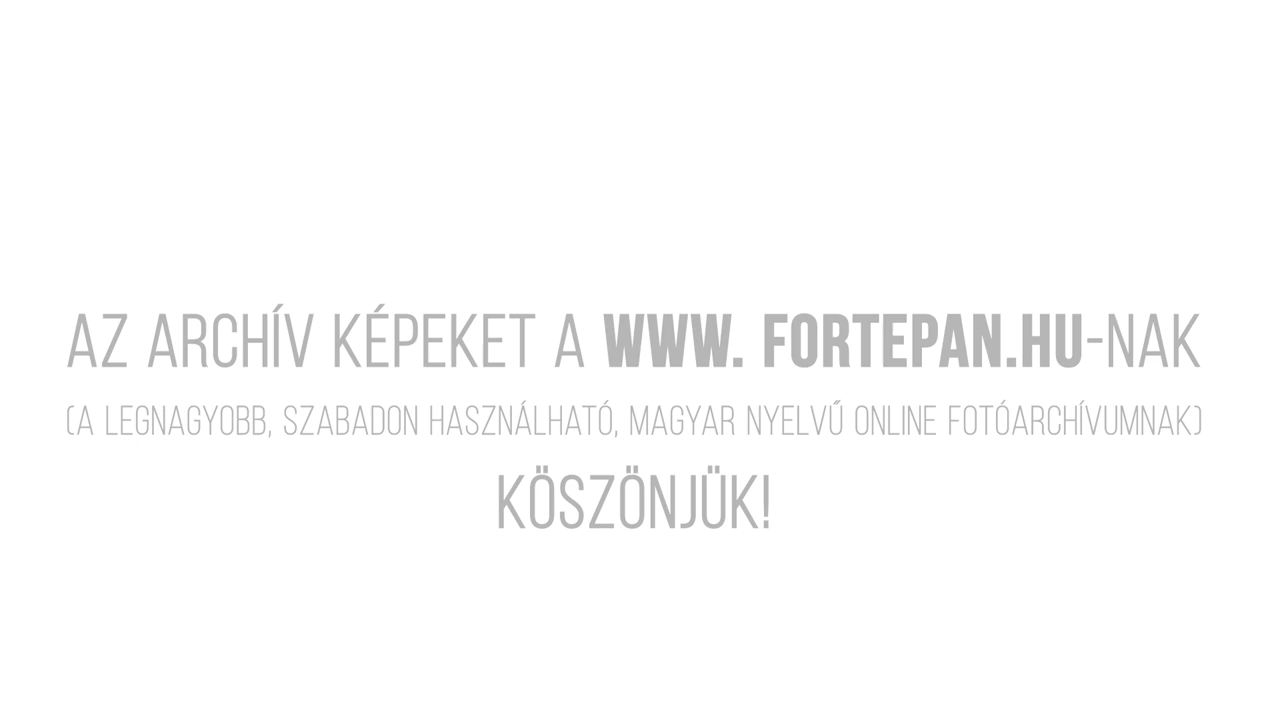 AZ ARCHÍV KÉPEKET A WWW. FORTEPAN.HU-NAK
(A LEGNAGYOBB, SZABADON HASZNÁLHATÓ, MAGYAR NYELVŰ ONLINE FOTÓARCHÍVUMNAK)
KÖSZÖNJÜK!